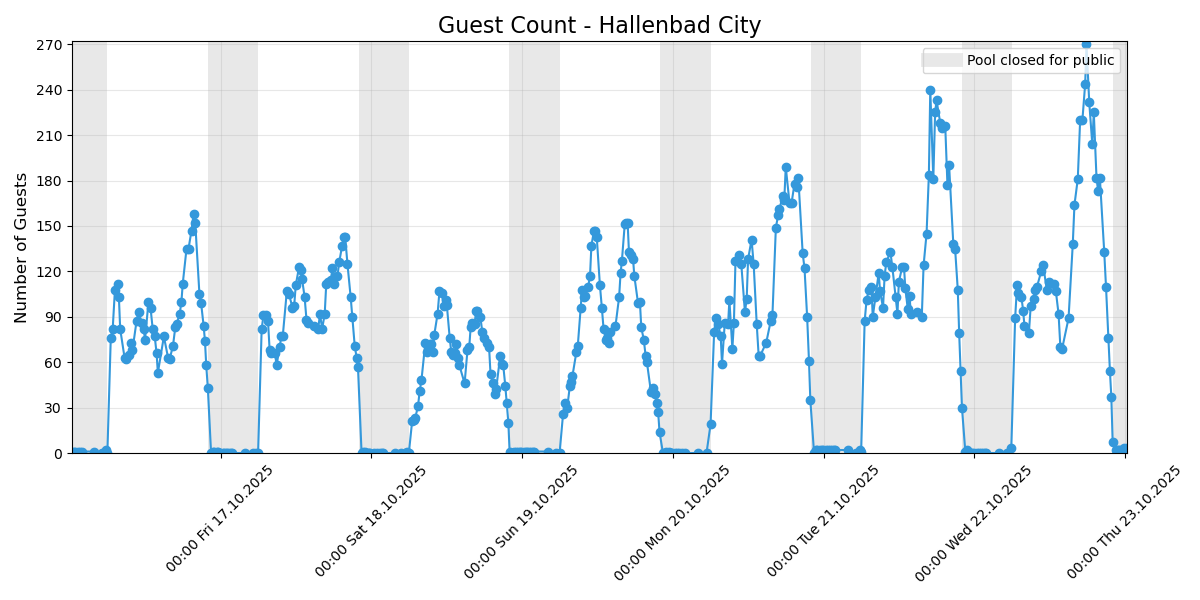 Guest Count - Hallenbad City
Pool closed for public
Number of Guests
270
240
210
180
150
120
90
60
30
0
00:00 Fri 17.10.2025
00:00 Sat 18.10.2025
00:00 Sun 19.10.2025
00:00 Mon 20.10.2025
00:00 Tue 21.10.2025
00:00 Wed 22.10.2025
00:00 Thu 23.10.2025